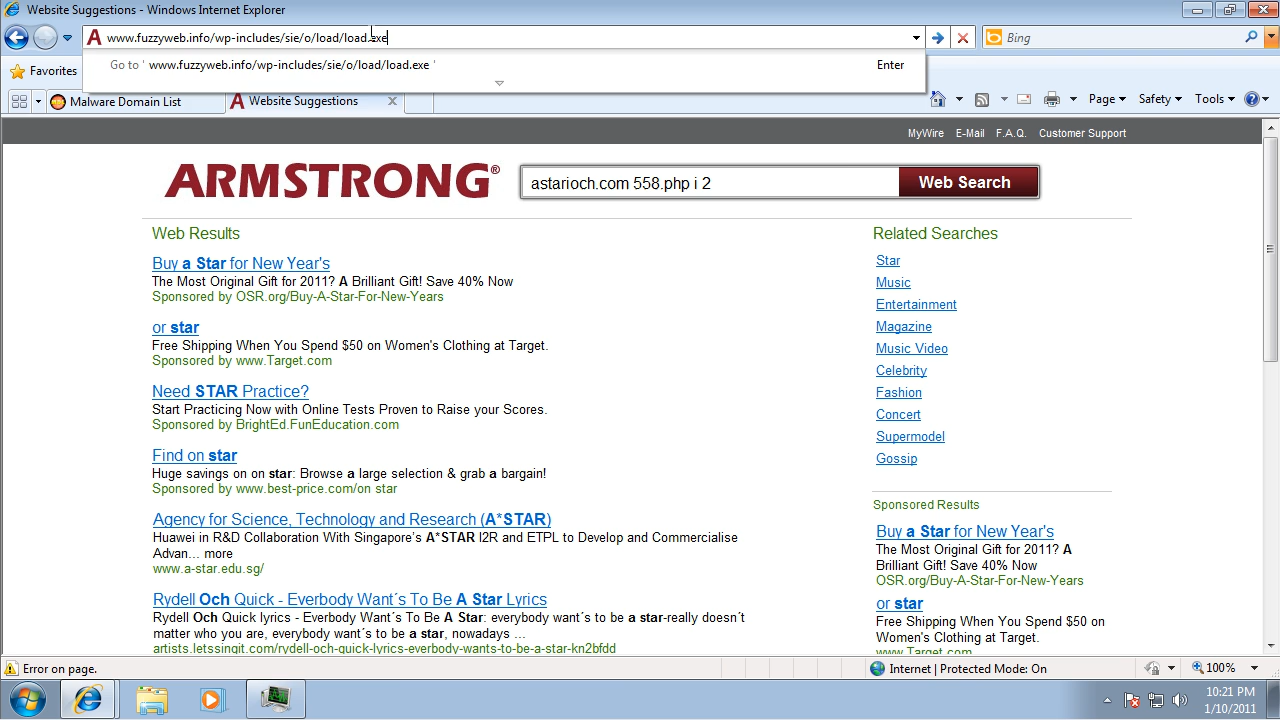 Website Suggestions - Windows Internet Explorer
www.fuzzyweb.info/wp-includes/sie/o/load/load.exe
Bing
Go to ' www.fuzzyweb.info/wp-includes/sie/o/load/load.exe '
Enter
Favorites
Malware Domain List
Website Suggestions
Page
Safety
Tools
MyWire
E-Mail
F.A.Q.
Customer Support
ARMSTRONG®
astarioch.com 558.php i 2
Web Search
Web Results
Buy a Star for New Year's
The Most Original Gift for 2011? A Brilliant Gift! Save 40% Now
Sponsored by OSR.org/Buy-A-Star-For-New-Years
or star
Free Shipping When You Spend $50 on Women's Clothing at Target.
Sponsored by www.Target.com
Need STAR Practice?
Start Practicing Now with Online Tests Proven to Raise your Scores.
Sponsored by BrightEd.FunEducation.com
Find on star
Huge savings on on star: Browse a large selection & grab a bargain!
Sponsored by www.best-price.com/on star
Agency for Science, Technology and Research (A*STAR)
Huawei in R&D Collabcration With Singapore's A*STAR I2R and ETPL to Develop and Commercialise
Advan... more
www.a-star.edu.sg/
Rydell Och Quick - Everbody Want´s To Be A Star Lyrics
Rydell Och Quick lyrics - Everbody Want´s To Be A Star: everybody want´s to be a star-really doesn´t
matter who you are, everybody want´s to be a star, nowadays ...
artists.letssingit.com/rydell-och-quick-lyrics-everbody-wants-to-be-a-star-kn2bfdd
Related Searches
Star
Music
Entertainment
Magazine
Music Video
Celebrity
Fashion
Concert
Supermodel
Gossip
Sponsored Results
Buy a Star for New Year's
The Most Original Gift for 2011? A
Brilliant Gift! Save 40% Now
OSR.org/Buy-A-Star-For-New-Years
or star
Free Shipping When You Spend $50 on
Women's Clothing at Target.
www.Target.com
Error on page.
Internet | Protected Mode: On
100%
10:21 PM
1/10/2011